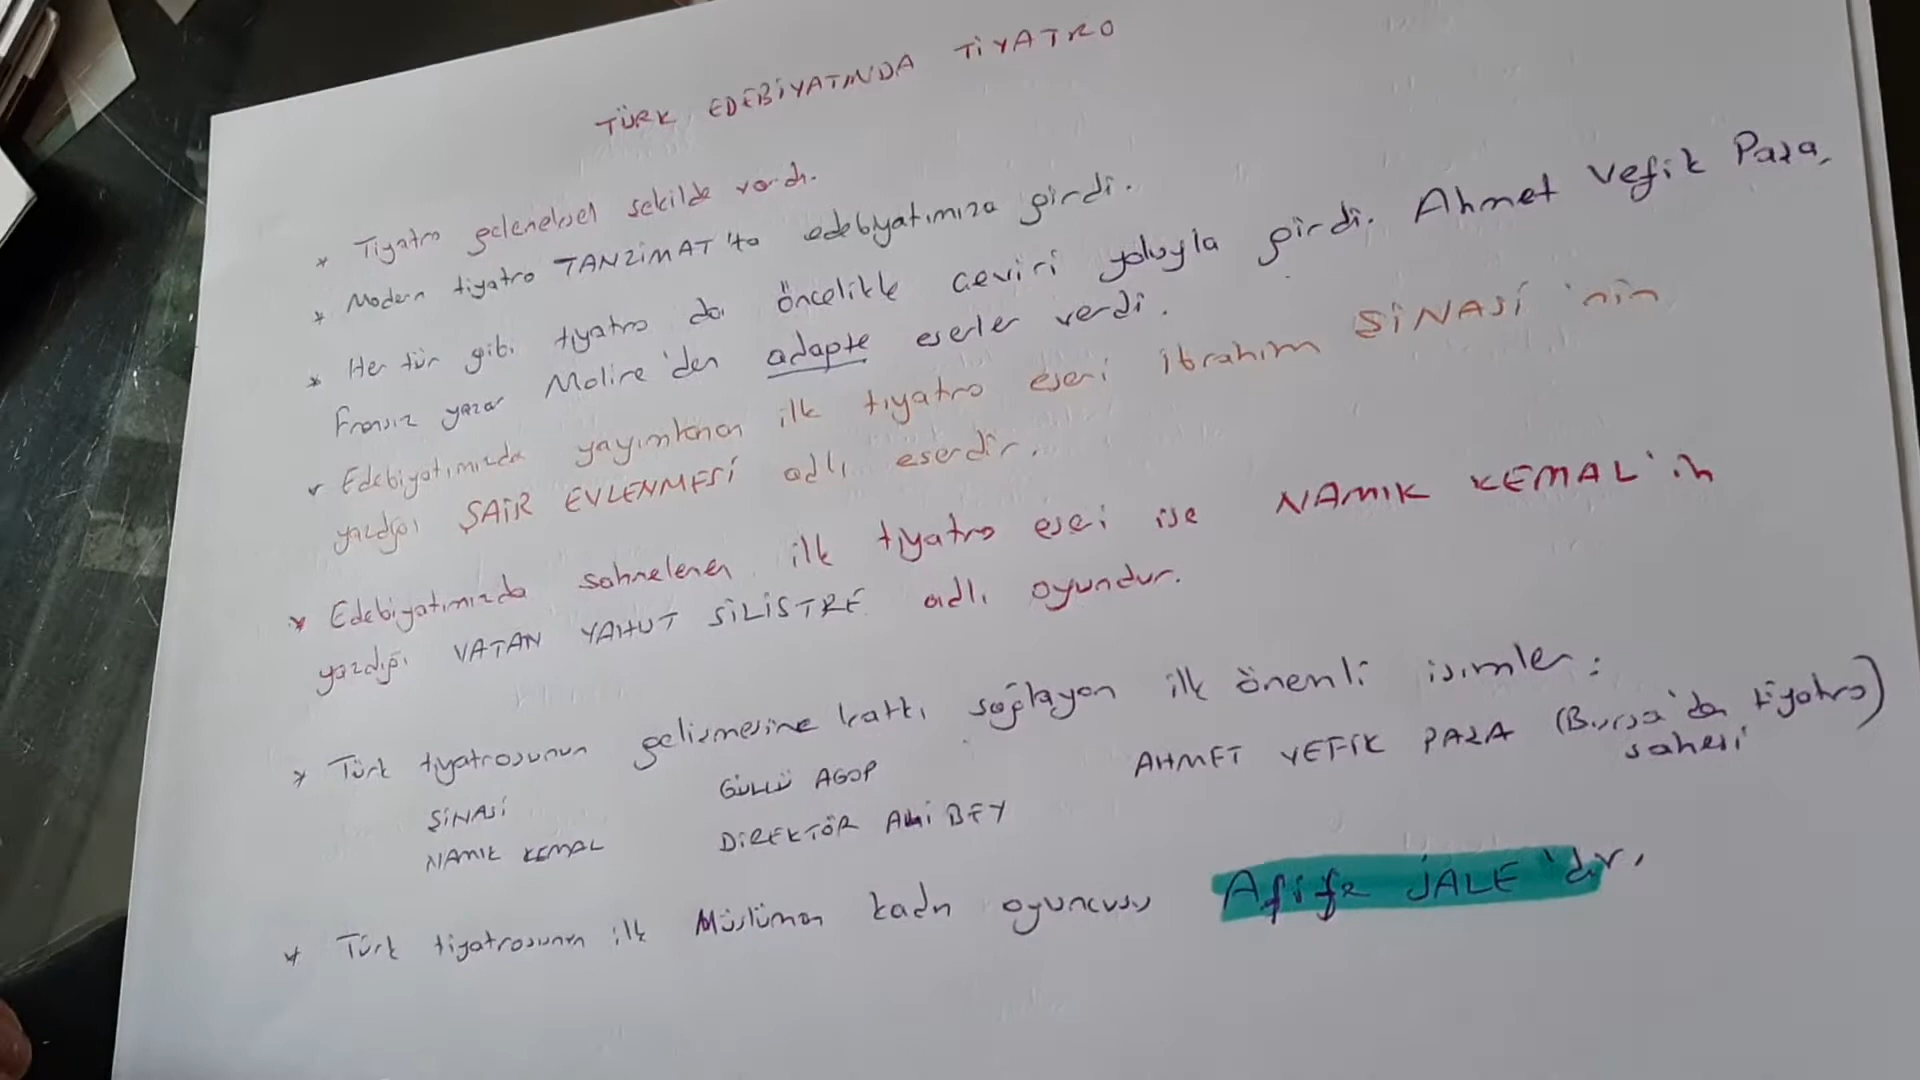 TÜRK EDEBİYATINDA TİYATRO
* Tiyatro geleneksel şekilde vardı.
* Modern tiyatro TANZİMAT'ta edebiyatımıza girdi.
* Her tür gibi tiyatro da öncelikle çeviri yoluyla girdi. Ahmet Vefik Paşa,
Fransız yazar Molire'den adapte eserler verdi.
* Edebiyatımızda yayımlanan ilk tiyatro eseri İbrahim ŞİNASİ'nin
yazdığı ŞAİR EVLENMESİ adlı eserdir.
* Edebiyatımızda sahnelenen ilk tiyatro eseri ise NAMIK KEMAL'in
yazdığı VATAN YAHUT SİLİSTRE adlı oyundur.
* Türk tiyatrosunun gelişmesine katkı sağlayan ilk önemli isimler:
ŞİNASİ GÜLLÜ AGOP AHMET VEFİK PAŞA (Bursa'da tiyatro)
sahesi
NAMIK KEMAL DİREKTÖR ALİ BEY
* Türk tiyatrosunun ilk Müslüman kadın oyuncusu Afife JALE'dir.